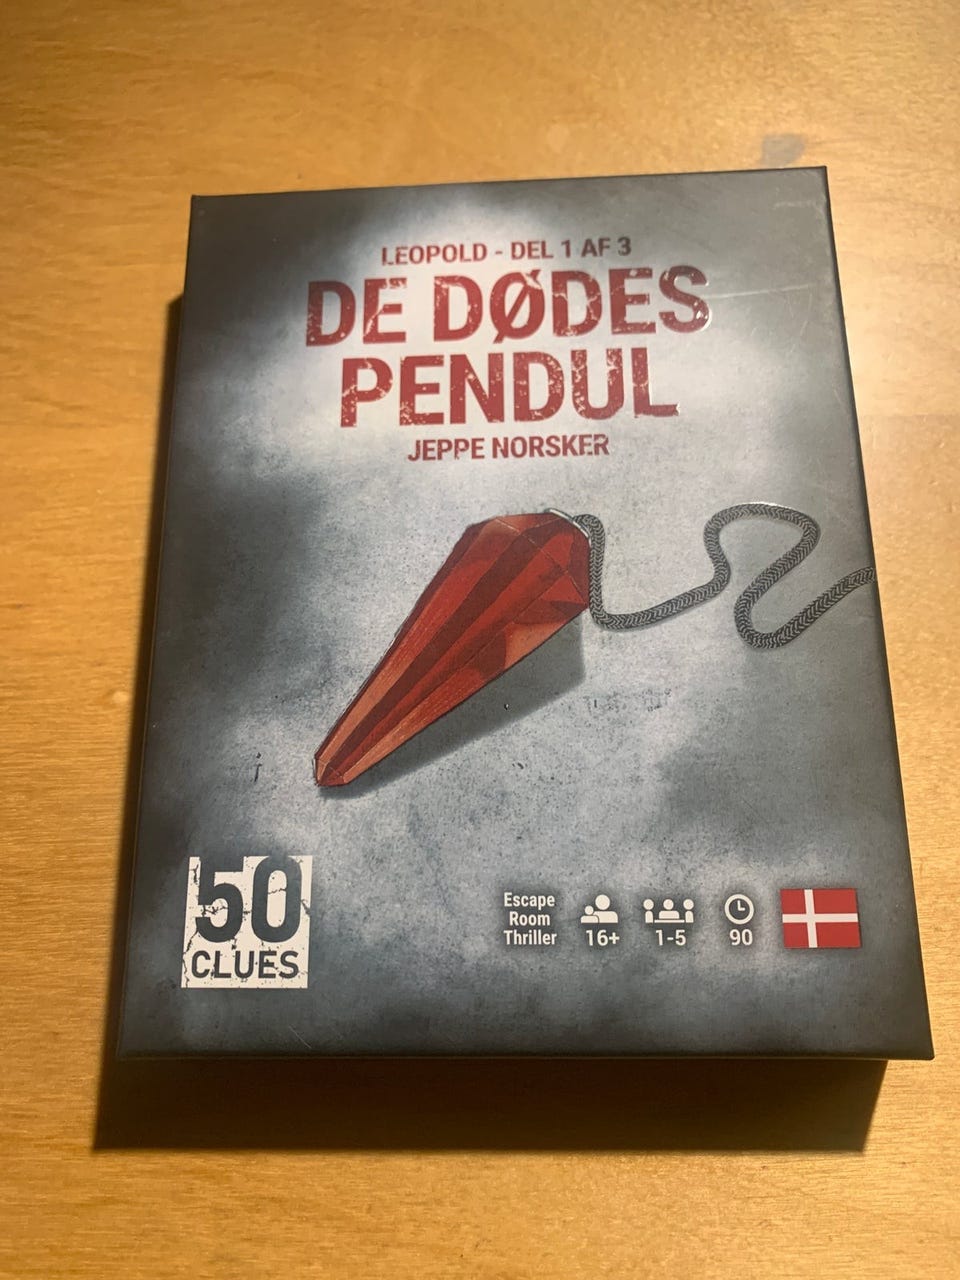 LEOPOLD - DEL 1 AF 3
DE DØDES
PENDUL
JEPPE NORSKER
50
CLUES
Escape
Room
Thriller
16+
1-5
90